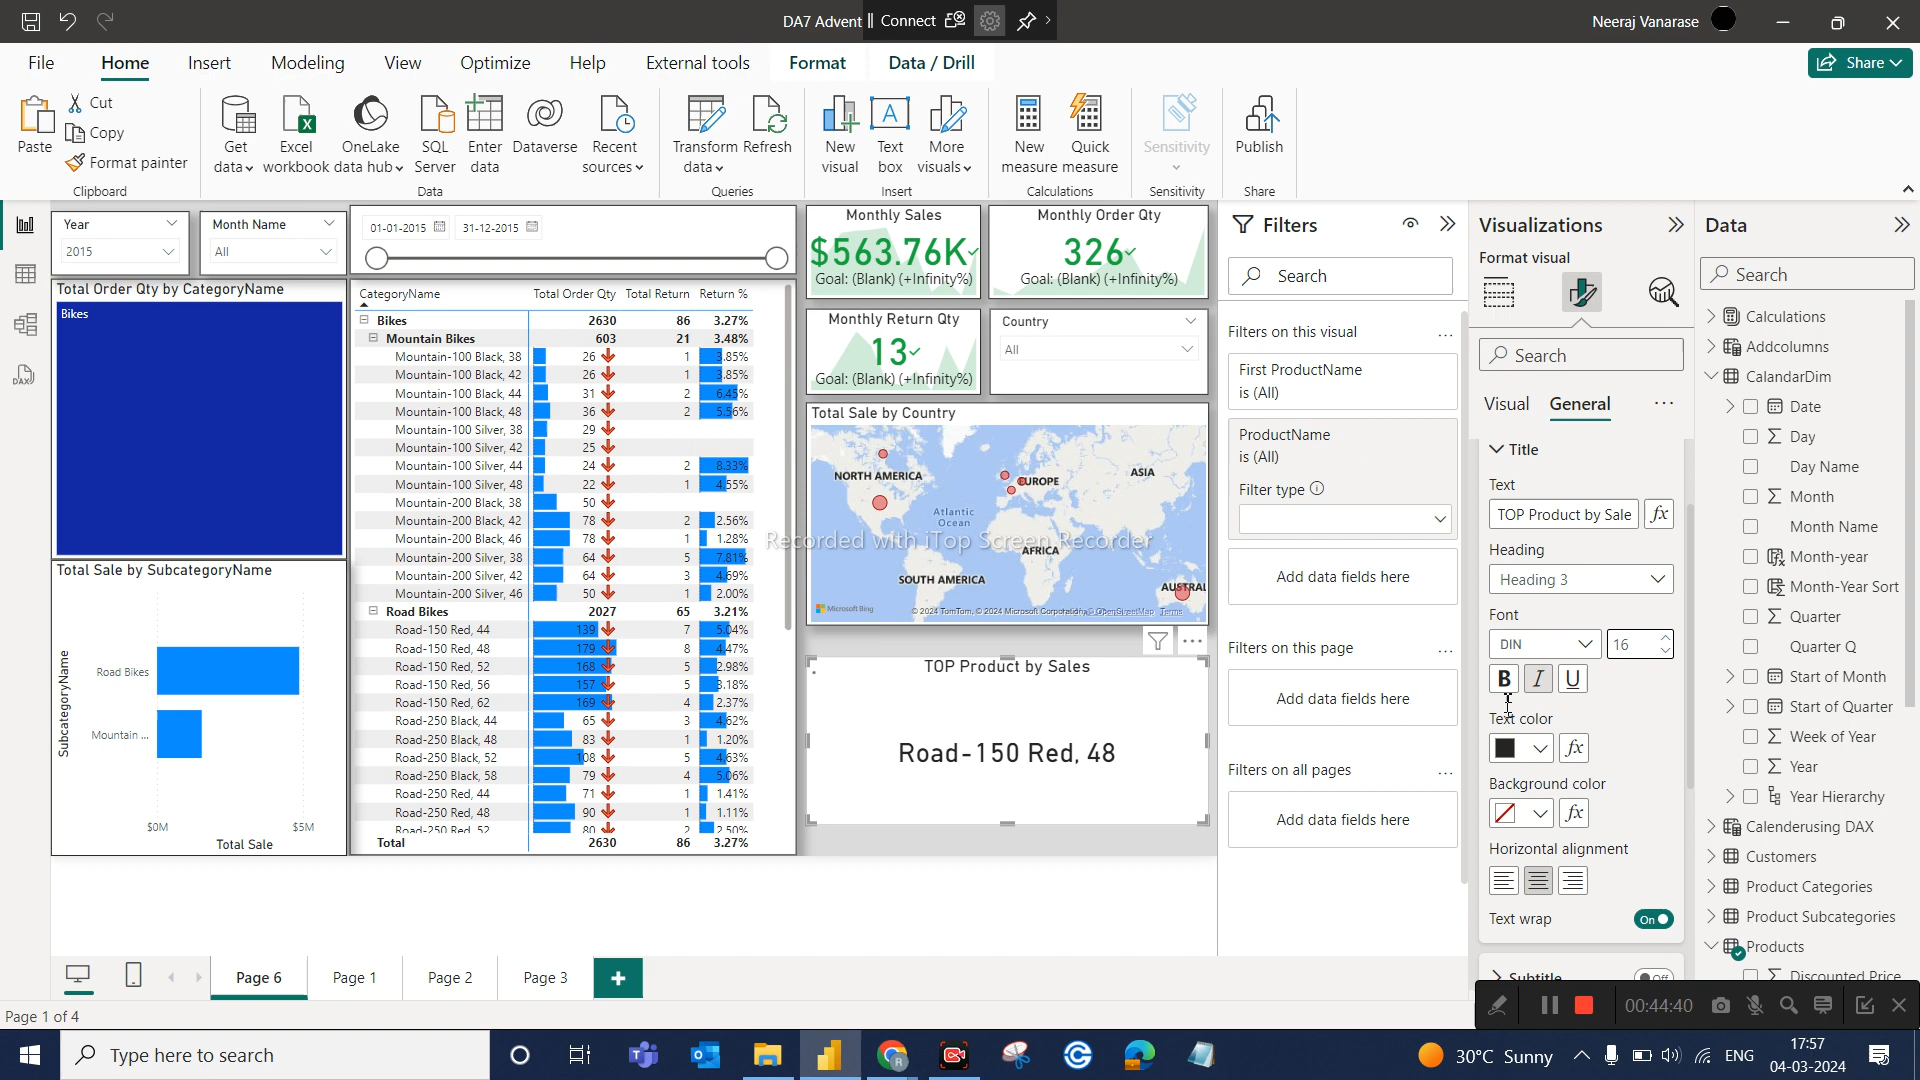 DA7 Advent
Connect
Neeraj Vanarase
File
Home
Insert
Modeling
View
Optimize
Help
External tools
Format
Data / Drill
Share
Paste
Cut
Copy
Format painter
Clipboard
Get
data
Excel
workbook
OneLake
data hub
SQL
Server
Enter
data
Dataverse
Recent
sources
Data
Transform
data
Refresh
Queries
New
visual
Text
box
More
visuals
Insert
New
measure
Quick
measure
Calculations
Sensitivity
Sensitivity
Publish
Share
Year
2015
Month Name
All
01-01-2015
31-12-2015
Total Order Qty by CategoryName
Bikes
Total Sale by SubcategoryName
SubcategoryName
Road Bikes
Mountain ...
$0M
$5M
Total Sale
CategoryName Total Order Qty Total Return Return %
Bikes 2630 86 3.27%
Mountain Bikes 603 21 3.48%
Mountain-100 Black, 38 26 1 3.85%
Mountain-100 Black, 42 26 1 3.85%
Mountain-100 Black, 44 31 2 6.45%
Mountain-100 Black, 48 36 2 5.56%
Mountain-100 Silver, 38 29
Mountain-100 Silver, 42 25
Mountain-100 Silver, 44 24 2 8.33%
Mountain-100 Silver, 48 22 1 4.55%
Mountain-200 Black, 38 50
Mountain-200 Black, 42 78 2 2.56%
Mountain-200 Black, 46 78 1 1.28%
Mountain-200 Silver, 38 64 5 7.81%
Mountain-200 Silver, 42 64 3 4.69%
Mountain-200 Silver, 46 50 1 2.00%
Road Bikes 2027 65 3.21%
Road-150 Red, 44 139 7 5.04%
Road-150 Red, 48 179 8 4.47%
Road-150 Red, 52 168 5 2.98%
Road-150 Red, 56 157 5 3.18%
Road-150 Red, 62 169 4 2.37%
Road-250 Black, 44 65 3 4.62%
Road-250 Black, 48 83 1 1.20%
Road-250 Black, 52 108 5 4.63%
Road-250 Black, 58 79 4 5.06%
Road-250 Red, 44 71 1 1.41%
Road-250 Red, 48 90 1 1.11%
Road-250 Red, 52 80 2 2.50%
Total 2630 86 3.27%
Monthly Sales
$563.76K
Goal: (Blank) (+Infinity%)
Monthly Order Qty
326
Goal: (Blank) (+Infinity%)
Monthly Return Qty
13
Goal: (Blank) (+Infinity%)
Country
All
Total Sale by Country
NORTH AMERICA
EUROPE
ASIA
Atlantic
Ocean
AFRICA
SOUTH AMERICA
AUSTRAL
Microsoft Bing
© 2024 TomTom, © 2024 Microsoft Corporation, © OpenStreetMap Terms
Recorded with iTop Screen Recorder
TOP Product by Sales
Road-150 Red, 48
Filters
Search
Filters on this visual
First ProductName
is (All)
ProductName
is (All)
Filter type
Add data fields here
Filters on this page
Add data fields here
Filters on all pages
Add data fields here
Visualizations
Format visual
Search
Visual
General
Title
Text
TOP Product by Sale
fx
Heading
Heading 3
Font
DIN
16
B
I
U
Text color
fx
Background color
fx
Horizontal alignment
Text wrap
On
Subtitle
Off
Data
Search
Calculations
Addcolumns
CalandarDim
Date
Day
Day Name
Month
Month Name
Month-year
Month-Year Sort
Quarter
Quarter Q
Start of Month
Start of Quarter
Week of Year
Year
Year Hierarchy
Calenderusing DAX
Customers
Product Categories
Product Subcategories
Products
Discounted Price
Page 6
Page 1
Page 2
Page 3
Page 1 of 4
00:44:40
Type here to search
30°C Sunny
ENG
17:57
04-03-2024